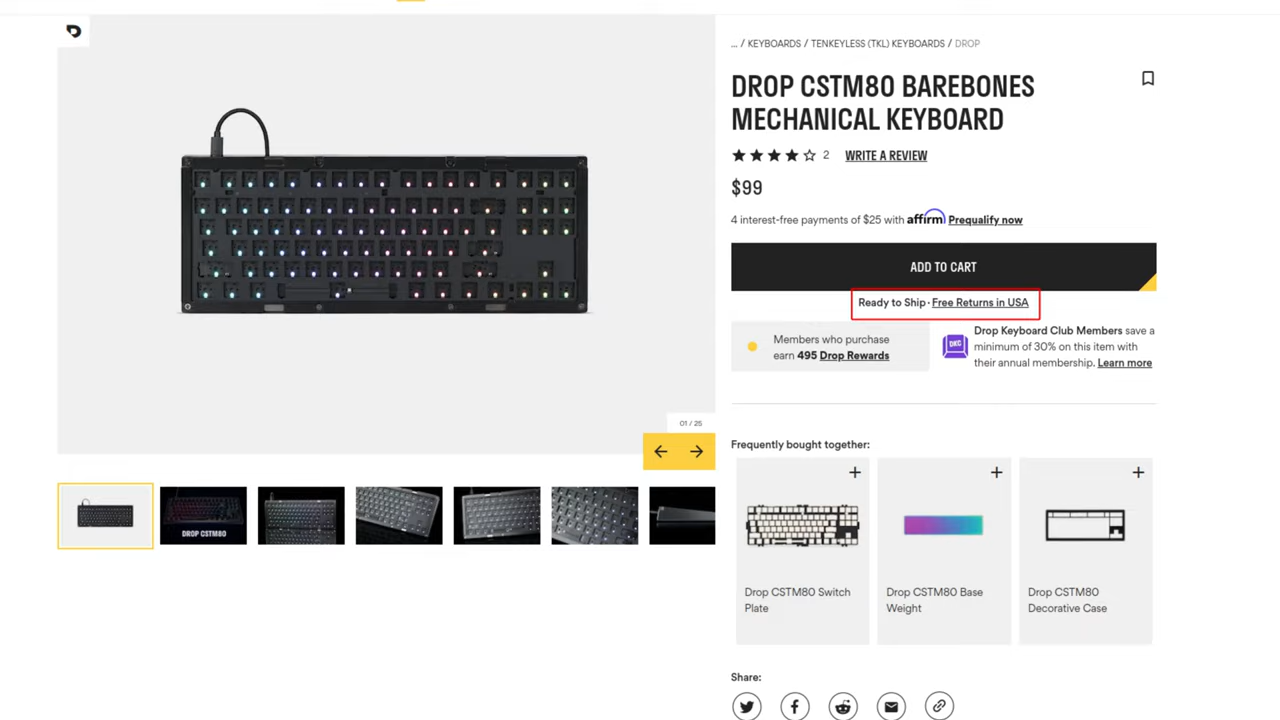 ... / KEYBOARDS / TENKEYLESS (TKL) KEYBOARDS / DROP
DROP CSTM80 BAREBONES
MECHANICAL KEYBOARD
2 WRITE A REVIEW
$99
4 interest-free payments of $25 with affirm Prequalify now
ADD TO CART
Ready to Ship · Free Returns in USA
Members who purchase
earn 495 Drop Rewards
DKC
Drop Keyboard Club Members save a
minimum of 30% on this item with
their annual membership. Learn more
01 / 25
DROP CSTM80
Frequently bought together:
Drop CSTM80 Switch
Plate
Drop CSTM80 Base
Weight
Drop CSTM80
Decorative Case
Share: